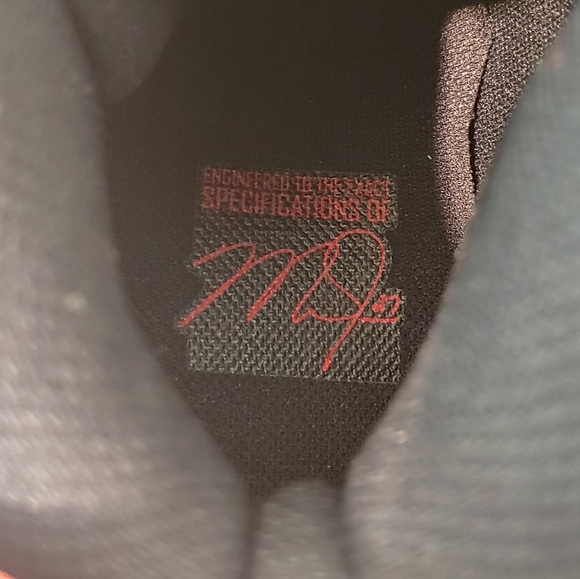 ENGINEERED TO THE EXACT
SPECIFICATIONS OF